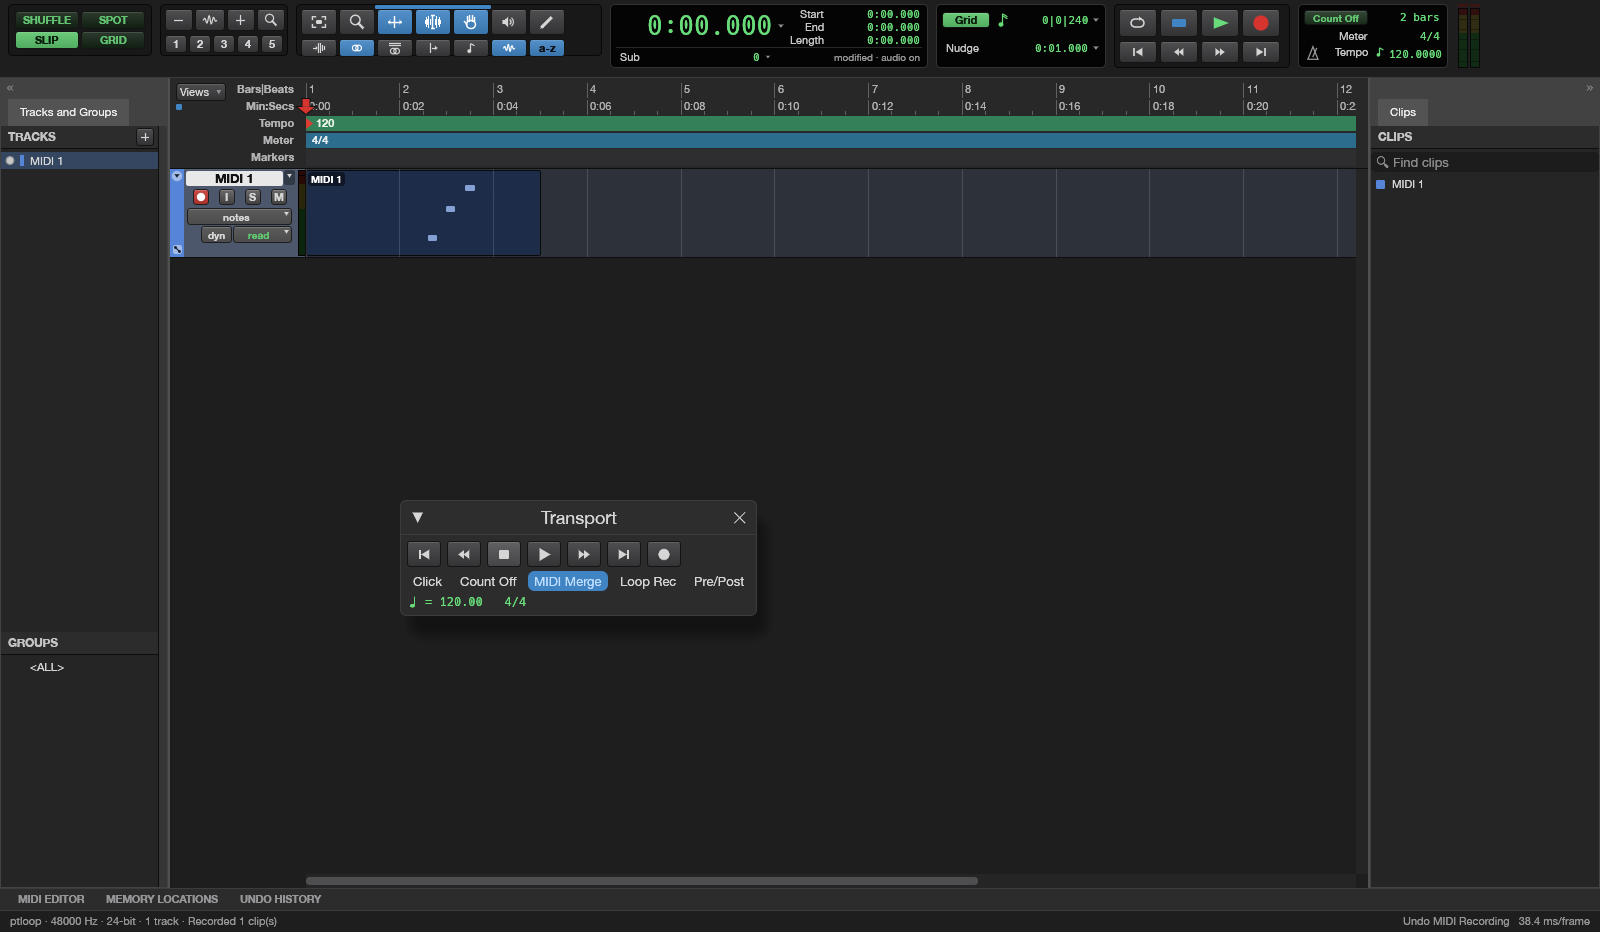 SHUFFLE SPOT
SLIP GRID
1 2 3 4 5
a-z
0:00.000
Start 0:00.000
End 0:00.000
Length 0:00.000
Sub 0 modified · audio on
Grid 0|0|240
Nudge 0:01.000
Count Off 2 bars
Meter 4/4
Tempo 120.0000
Tracks and Groups
TRACKS
MIDI 1
GROUPS
<ALL>
Views
Bars|Beats 1 2 3 4 5 6 7 8 9 10 11 12
Min:Secs 0:00 0:02 0:04 0:06 0:08 0:10 0:12 0:14 0:16 0:18 0:20 0:2
Tempo 120
Meter 4/4
Markers
MIDI 1
I S M
notes
dyn read
MIDI 1
Transport
Click Count Off MIDI Merge Loop Rec Pre/Post
= 120.00 4/4
Clips
CLIPS
Find clips
MIDI 1
MIDI EDITOR MEMORY LOCATIONS UNDO HISTORY
ptloop · 48000 Hz · 24-bit · 1 track · Recorded 1 clip(s)
Undo MIDI Recording 38.4 ms/frame